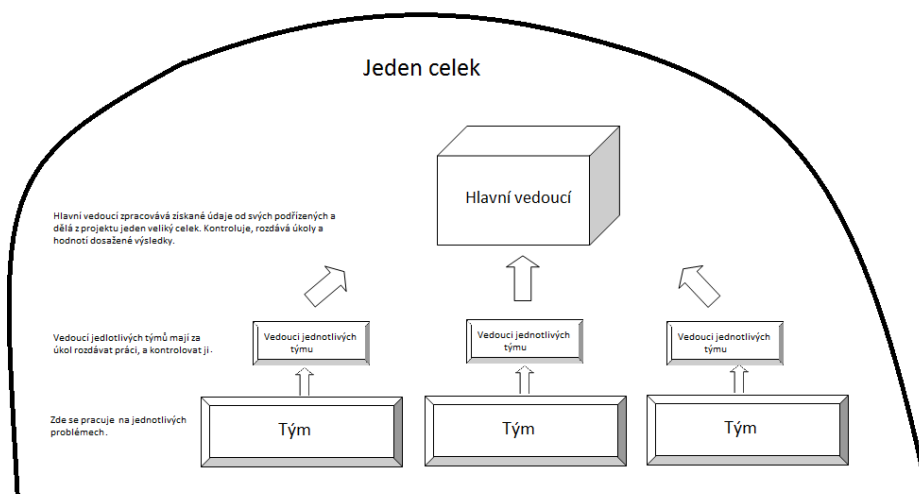 Jeden celek
Hlavní vedoucí
Hlavní vedoucí zpracovává získané údaje od svých podřízených a
dělá z projektu jeden veliký celek. Kontroluje, rozdává úkoly a
hodnotí dosažené výsledky.
Vedoucí jedlotlivých týmů mají za
úkol rozdávat práci, a kontrolovat ji.
Vedoucí jednotlivých
týmu
Vedoucí jednotlivých
týmu
Vedoucí jednotlivých
týmu
Zde se pracuje na jednotlivých
problémech.
Tým
Tým
Tým